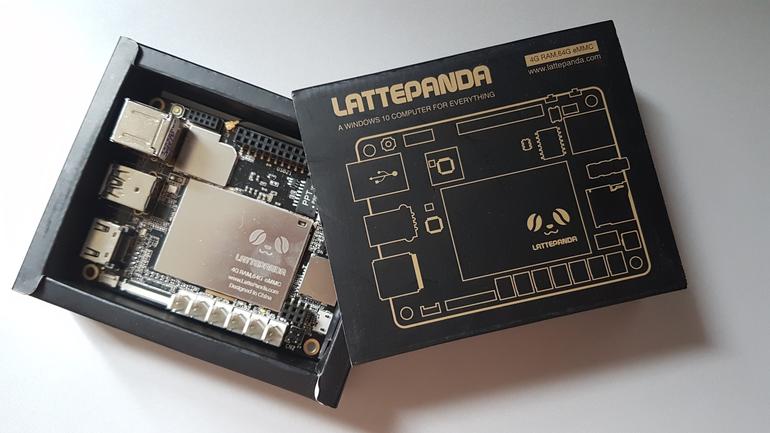 LATTEPANDA
A WINDOWS 10 COMPUTER FOR EVERYTHING
4G RAM,64G eMMC
www.lattepanda.com
LATTEPANDA
LATTEPANDA
4G RAM,64G eMMC
www.LattePanda.com
Designed in China